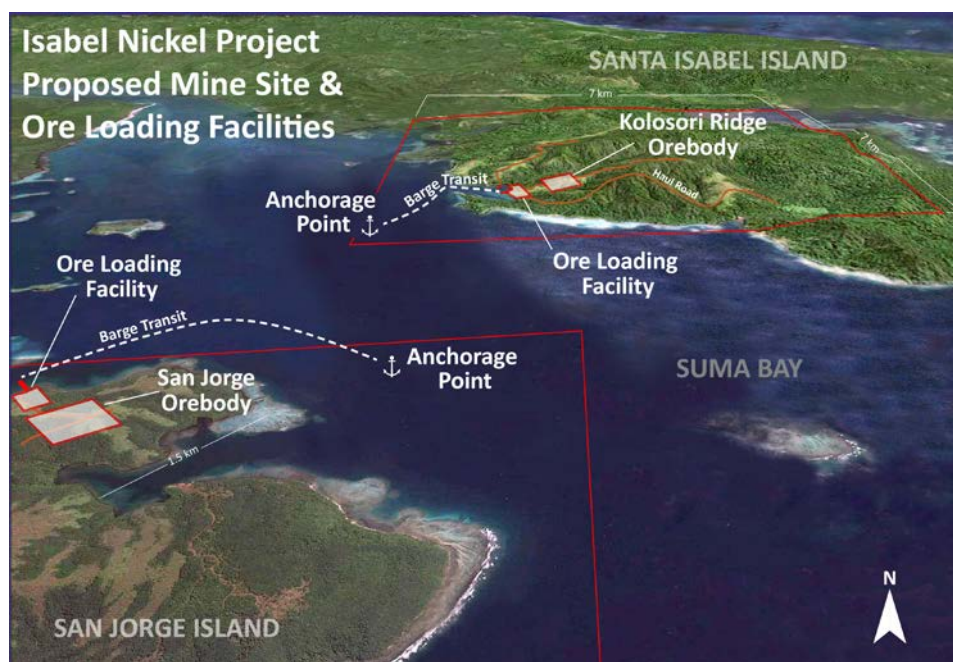 Isabel Nickel Project
Proposed Mine Site &
Ore Loading Facilities
SANTA ISABEL ISLAND
7 km
7 km
Kolosori Ridge
Orebody
Haul Road
Barge Transit
Anchorage
Point
Ore Loading
Facility
Ore Loading
Facility
Barge Transit
Anchorage
Point
San Jorge
Orebody
SUMA BAY
1.5 km
SAN JORGE ISLAND
N